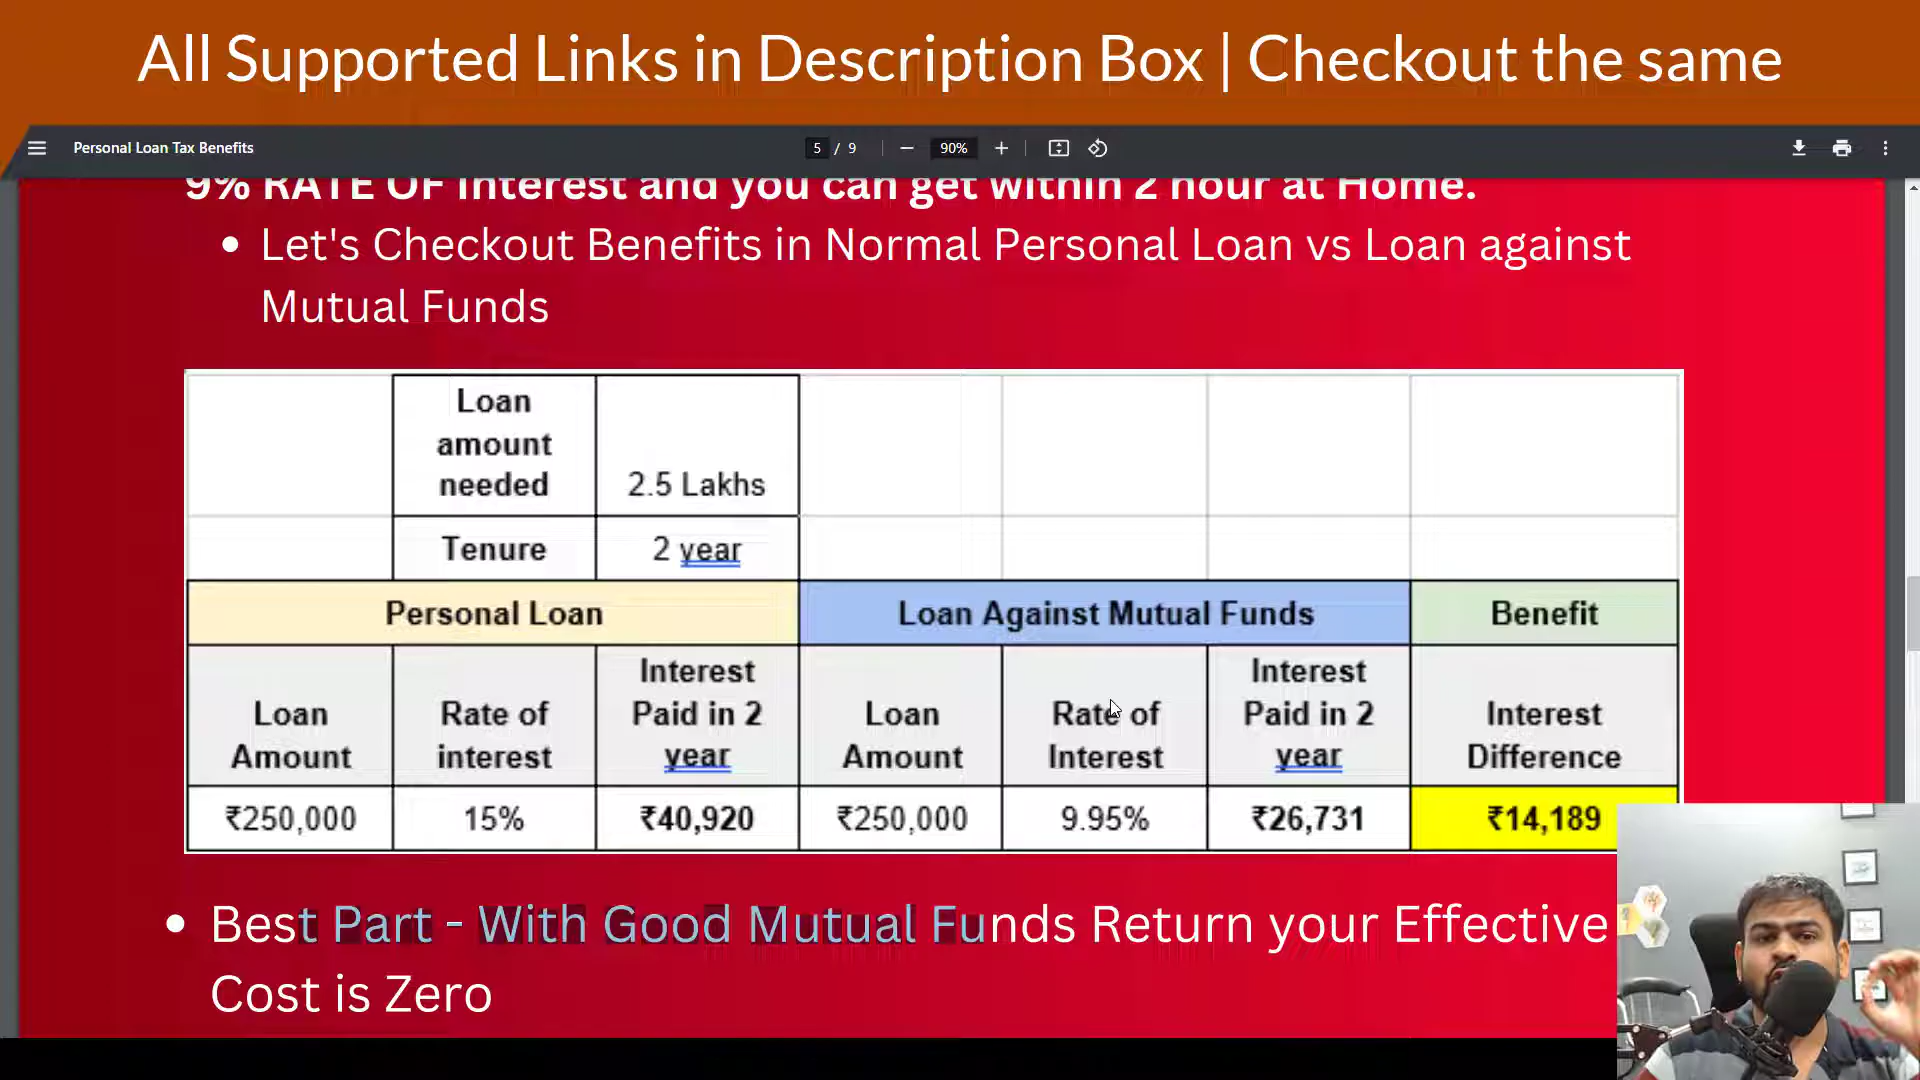 All Supported Links in Description Box | Checkout the same
Personal Loan Tax Benefits
5 / 9
90%
9% RATE OF Interest and you can get within 2 hour at Home.
• Let's Checkout Benefits in Normal Personal Loan vs Loan against
Mutual Funds
Loan
amount
needed
2.5 Lakhs
Tenure
2 year
Personal Loan
Loan Against Mutual Funds
Benefit
Loan
Amount
Rate of
interest
Interest
Paid in 2
year
Loan
Amount
Rate of
Interest
Interest
Paid in 2
year
Interest
Difference
₹250,000
15%
₹40,920
₹250,000
9.95%
₹26,731
₹14,189
• Best Part - With Good Mutual Funds Return your Effective
Cost is Zero